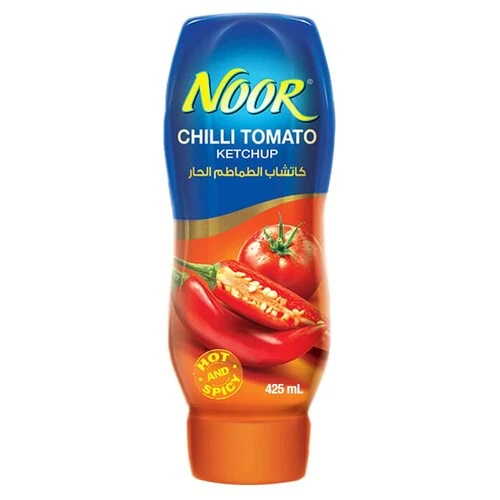 NOOR®
CHILLI TOMATO
KETCHUP
كاتشاب الطماطم الحار
HOT
AND
SPICY
425 mL